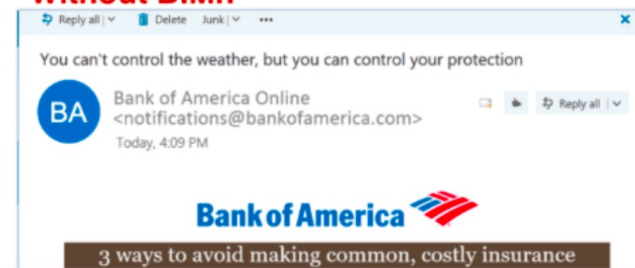 Without BIMI
Reply all
Delete Junk
You can't control the weather, but you can control your protection
BA
Bank of America Online
<notifications@bankofamerica.com>
Reply all
Today, 4:09 PM
Bank of America
3 ways to avoid making common, costly insurance